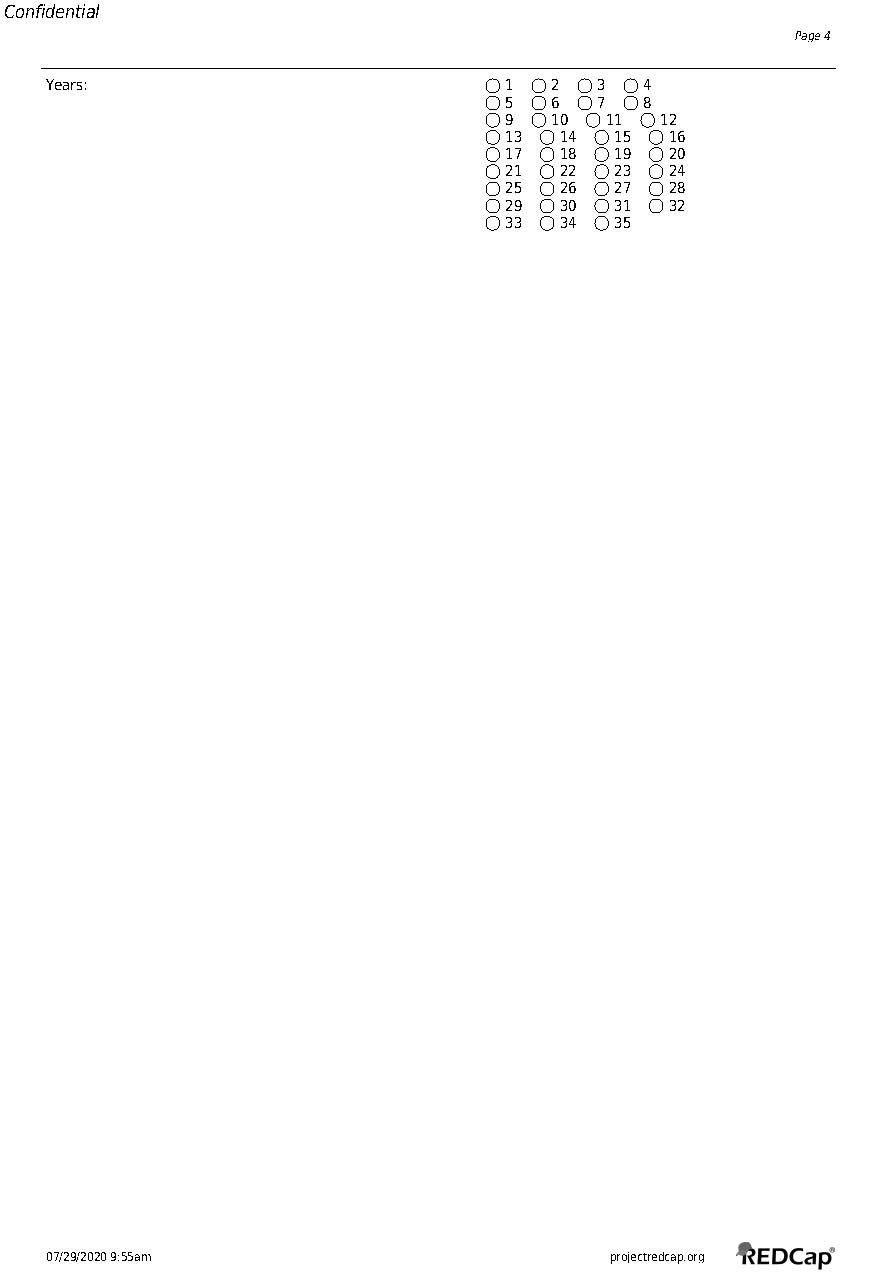 Confidential
Page 4
Years:
1 2 3 4
5 6 7 8
9 10 11 12
13 14 15 16
17 18 19 20
21 22 23 24
25 26 27 28
29 30 31 32
33 34 35
07/29/2020 9:55am
projectredcap.org
REDCap®